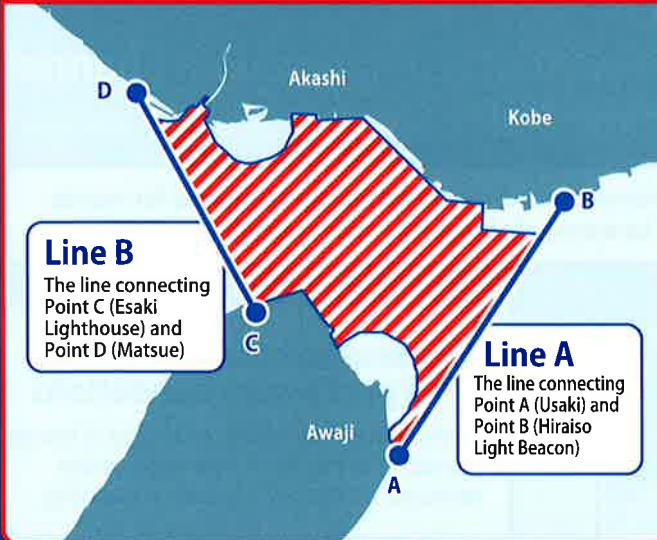 D
Akashi
Kobe
B
Line B
The line connecting
Point C (Esaki
Lighthouse) and
Point D (Matsue)
C
Line A
The line connecting
Point A (Usaki) and
Point B (Hiraiso
Light Beacon)
Awaji
A